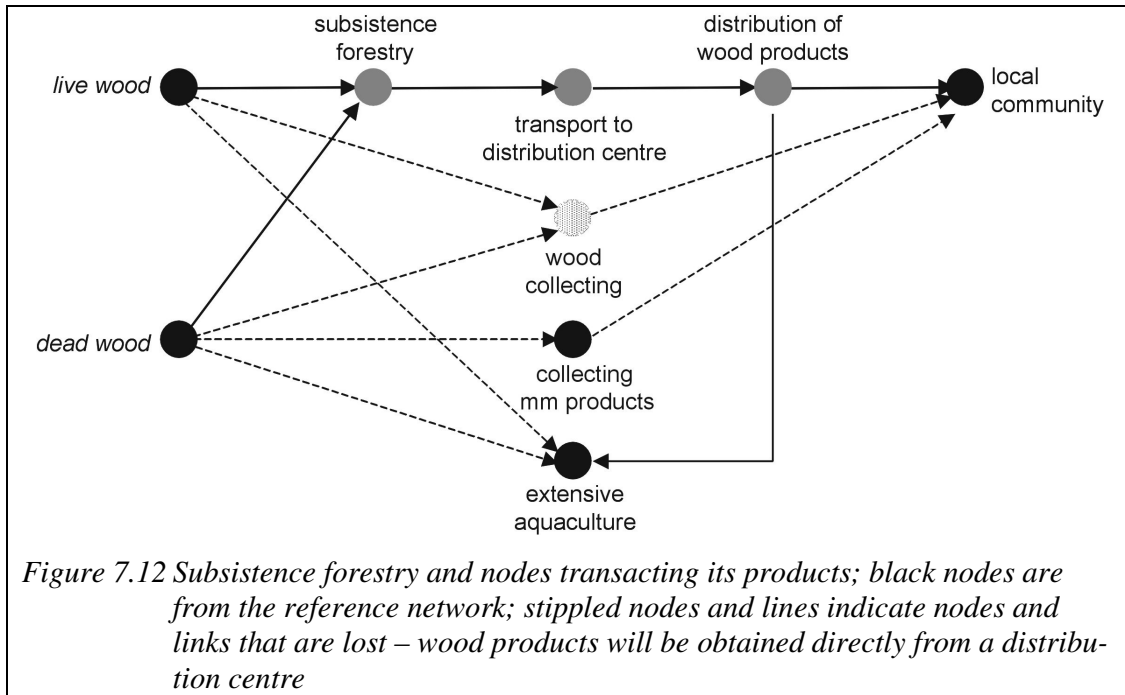 subsistence
forestry
distribution of
wood products
live wood
local
community
transport to
distribution centre
wood
collecting
dead wood
collecting
mm products
extensive
aquaculture
Figure 7.12 Subsistence forestry and nodes transacting its products; black nodes are
from the reference network; stippled nodes and lines indicate nodes and
links that are lost – wood products will be obtained directly from a distribu-
tion centre